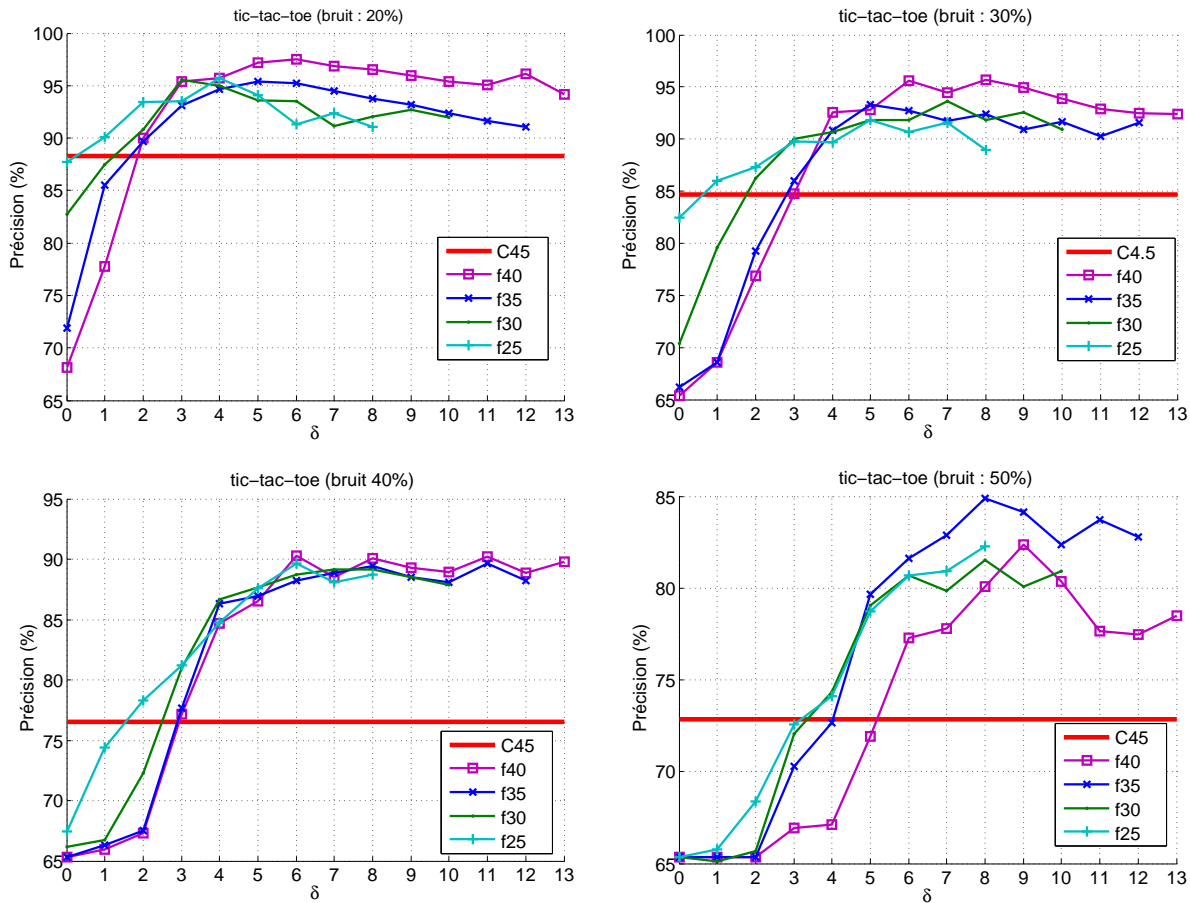 tic-tac-toe (bruit : 20%)
Précision (%)
100
95
90
85
80
75
70
65
0 1 2 3 4 5 6 7 8 9 10 11 12 13
δ
C45
f40
f35
f30
f25
tic-tac-toe (bruit : 30%)
Précision (%)
100
95
90
85
80
75
70
65
0 1 2 3 4 5 6 7 8 9 10 11 12 13
δ
C4.5
f40
f35
f30
f25
tic-tac-toe (bruit 40%)
Précision (%)
95
90
85
80
75
70
65
0 1 2 3 4 5 6 7 8 9 10 11 12 13
δ
C45
f40
f35
f30
f25
tic-tac-toe (bruit : 50%)
Précision (%)
85
80
75
70
65
0 1 2 3 4 5 6 7 8 9 10 11 12 13
δ
C45
f40
f35
f30
f25